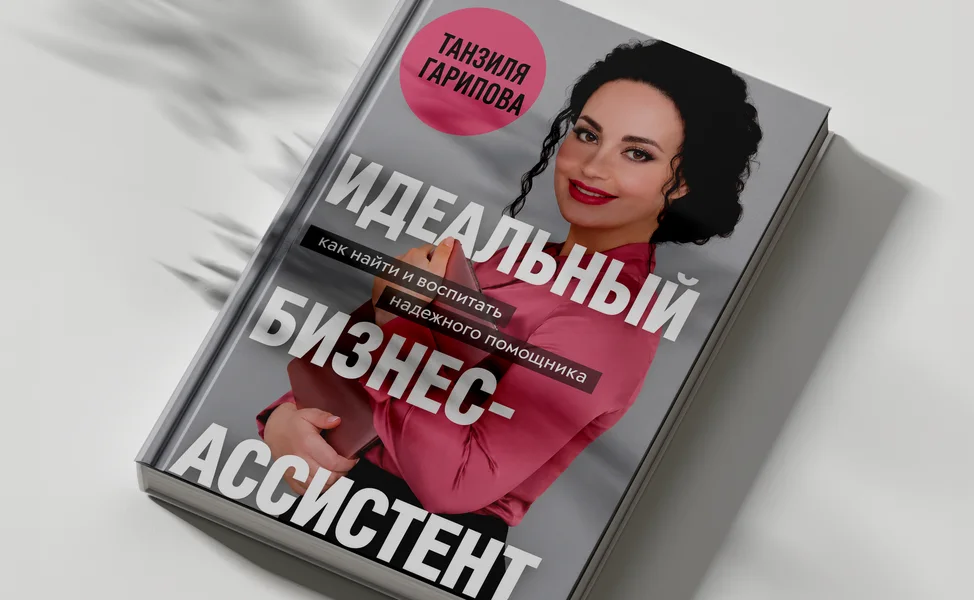 ТАНЗИЛЯ
ГАРИПОВА
ИДЕАЛЬНЫЙ
как найти и воспитать
надежного помощника
БИЗНЕС-
АССИСТЕНТ